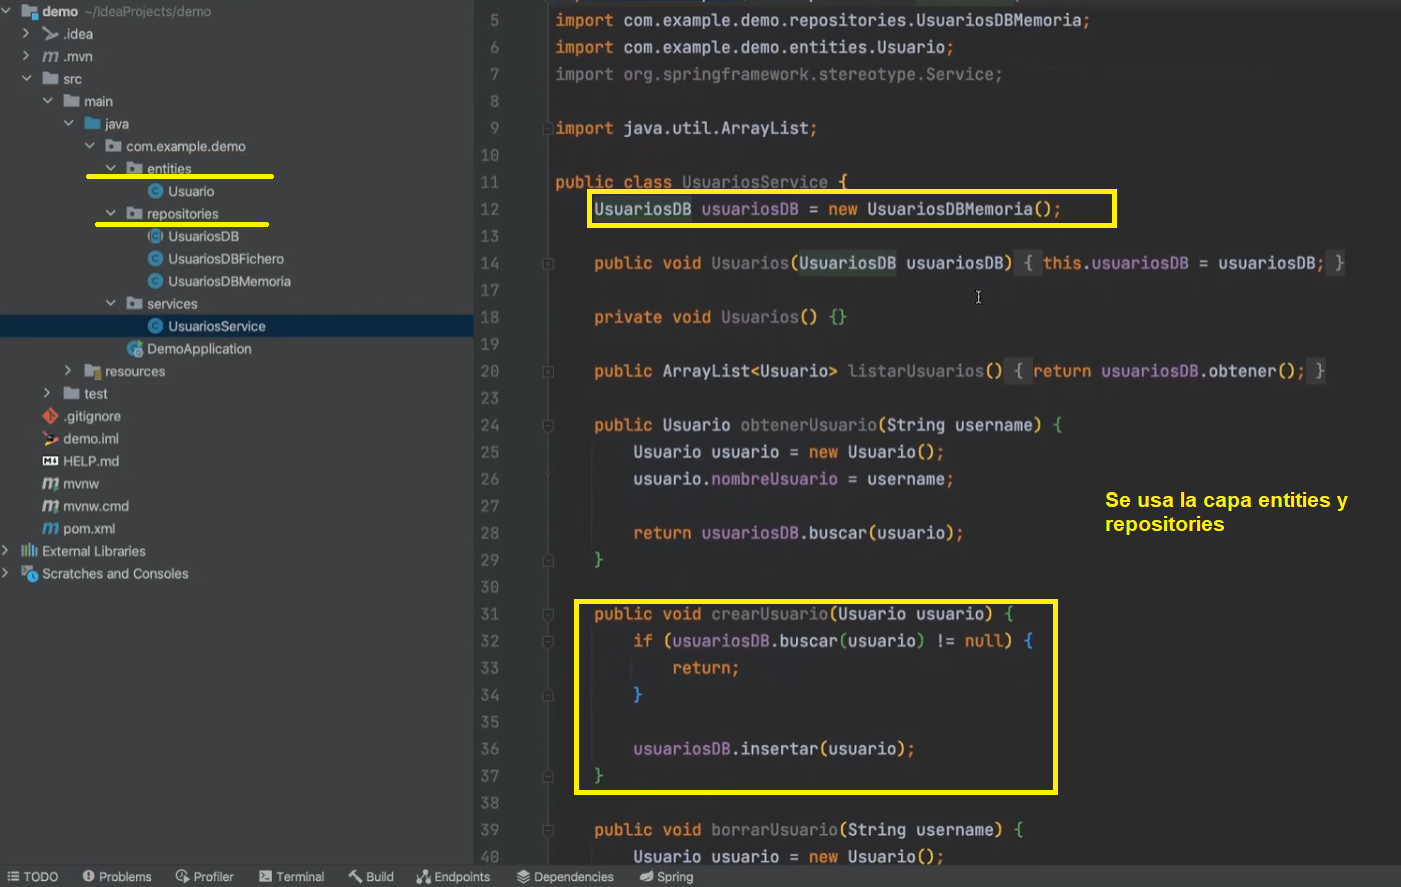 demo ~/IdeaProjects/demo
.idea
.mvn
src
main
java
com.example.demo
entities
Usuario
repositories
UsuariosDB
UsuariosDBFichero
UsuariosDBMemoria
services
UsuariosService
DemoApplication
resources
test
.gitignore
demo.iml
HELP.md
mvnw
mvnw.cmd
pom.xml
External Libraries
Scratches and Consoles
5 import com.example.demo.repositories.UsuariosDBMemoria;
6 import com.example.demo.entities.Usuario;
7 import org.springframework.stereotype.Service;
8
9 import java.util.ArrayList;
10
11 public class UsuariosService {
12 UsuariosDB usuariosDB = new UsuariosDBMemoria();
13
14 public void Usuarios(UsuariosDB usuariosDB) { this.usuariosDB = usuariosDB; }
17
18 private void Usuarios() {}
19
20 public ArrayList<Usuario> listarUsuarios() { return usuariosDB.obtener(); }
23
24 public Usuario obtenerUsuario(String username) {
25 Usuario usuario = new Usuario();
26 usuario.nombreUsuario = username;
27
28 return usuariosDB.buscar(usuario);
29 }
30
31 public void crearUsuario(Usuario usuario) {
32 if (usuariosDB.buscar(usuario) != null) {
33 return;
34 }
35
36 usuariosDB.insertar(usuario);
37 }
38
39 public void borrarUsuario(String username) {
40 Usuario usuario = new Usuario();
Se usa la capa entities y
repositories
TODO Problems Profiler Terminal Build Endpoints Dependencies Spring